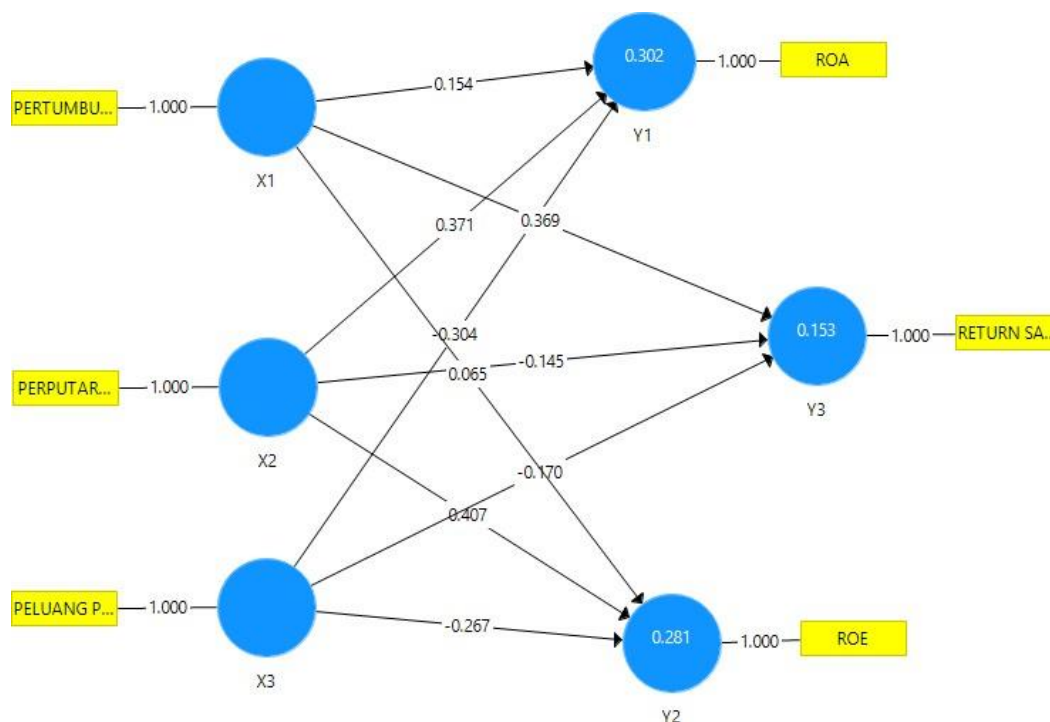 0.302
1.000
ROA
0.154
PERTUMBU...
1.000
Y1
X1
0.371
0.369
0.153
1.000
RETURN SA...
-0.304
-0.145
0.065
PERPUTAR...
1.000
Y3
X2
-0.170
0.407
PELUANG P...
1.000
-0.267
0.281
1.000
ROE
X3
Y2